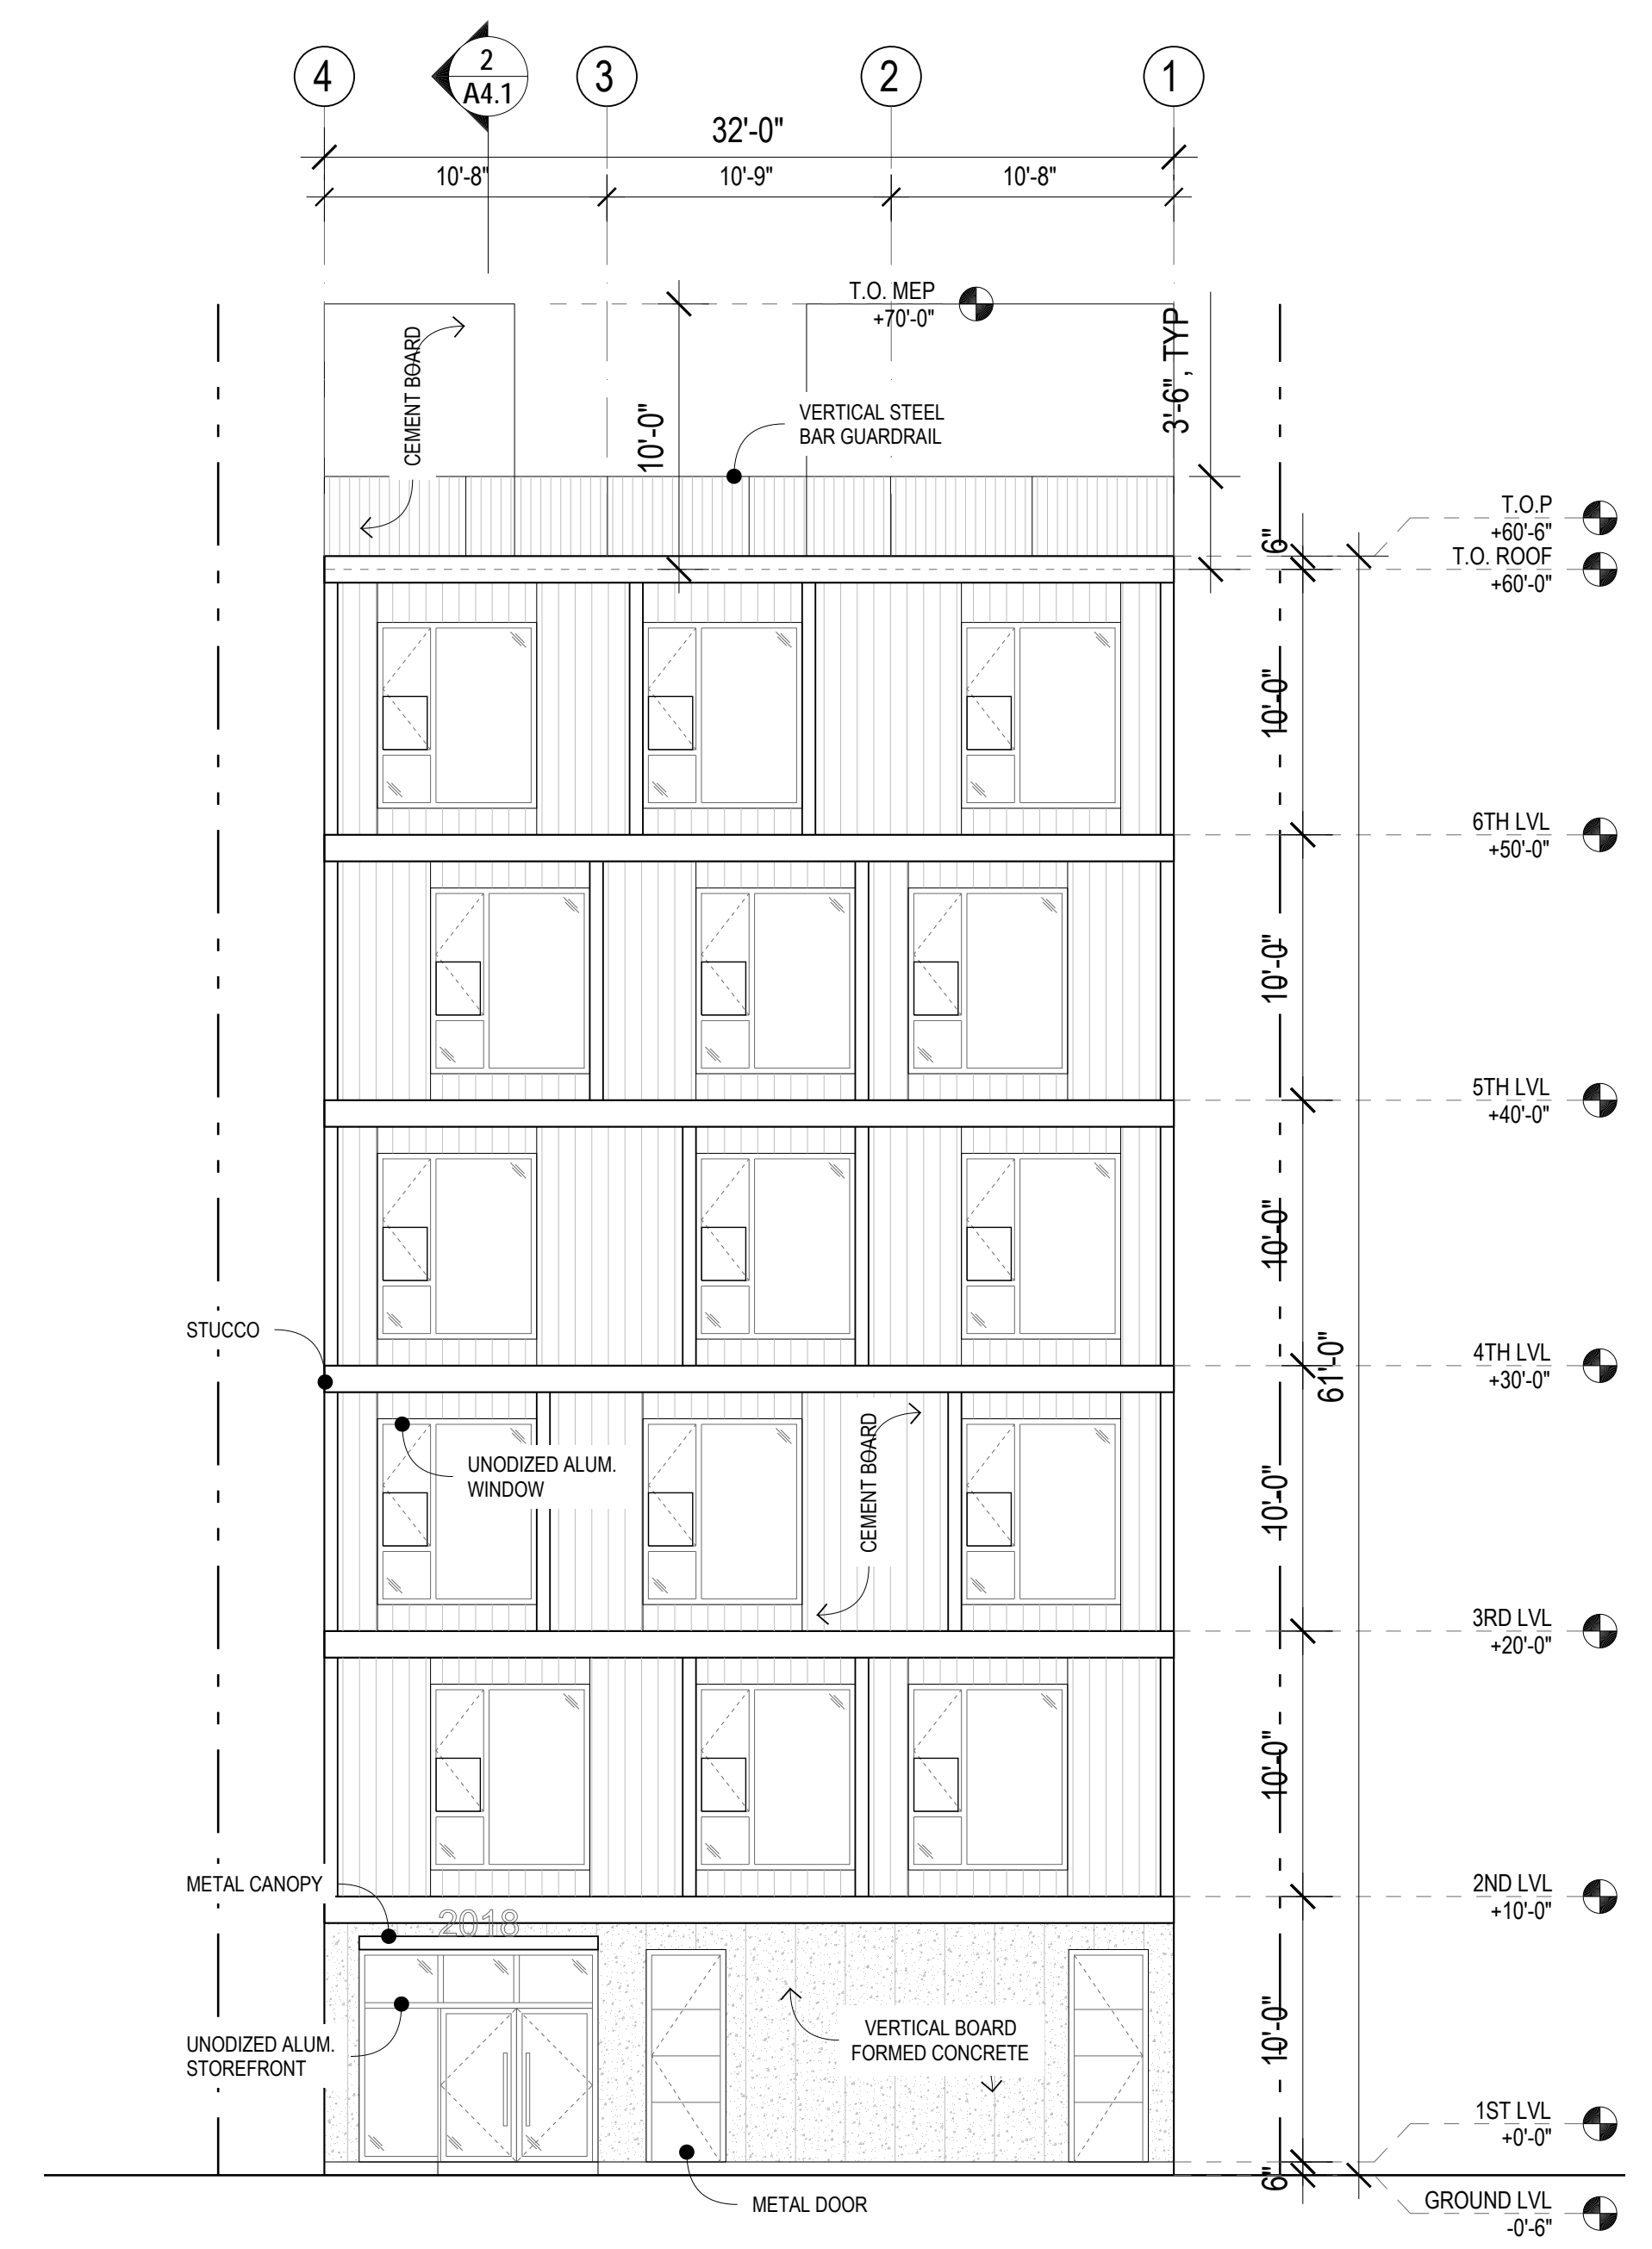 4
2
A4.1
3
2
1
32'-0"
10'-8"
10'-9"
10'-8"
T.O. MEP
+70'-0"
3'-6", TYP
CEMENT BOARD
10'-0"
VERTICAL STEEL
BAR GUARDRAIL
T.O.P
+60'-6"
6"
T.O. ROOF
+60'-0"
10'-0"
6TH LVL
+50'-0"
10'-0"
5TH LVL
+40'-0"
10'-0"
STUCCO
4TH LVL
+30'-0"
61'-0"
UNODIZED ALUM.
WINDOW
CEMENT BOARD
10'-0"
3RD LVL
+20'-0"
10'-0"
METAL CANOPY
2ND LVL
+10'-0"
2018
UNODIZED ALUM.
STOREFRONT
VERTICAL BOARD
FORMED CONCRETE
10'-0"
1ST LVL
+0'-0"
6"
METAL DOOR
GROUND LVL
-0'-6"